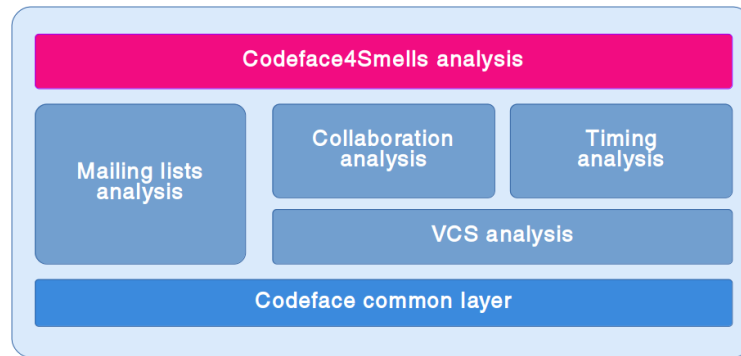 Codeface4Smells analysis
Mailing lists
analysis
Collaboration
analysis
Timing
analysis
VCS analysis
Codeface common layer